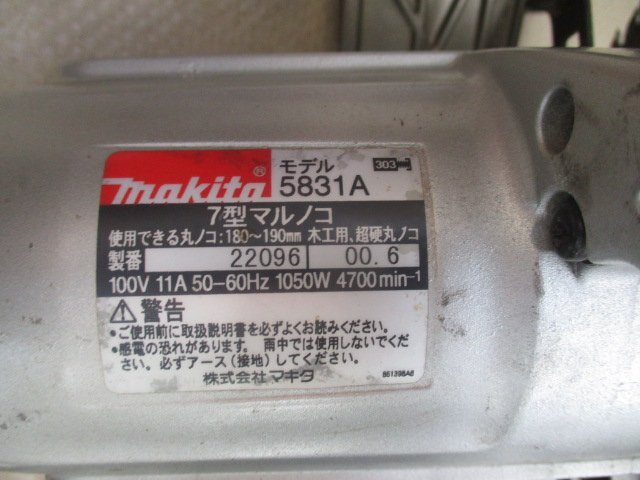 makita®
モデル
5831A
303
7型マルノコ
使用できる丸ノコ:180～190mm 木工用、超硬丸ノコ
製番 22096 00.6
100V 11A 50-60Hz 1050W 4700min⁻¹
⚠警告
•ご使用前に取扱説明書を必ずよくお読みください。
•感電の恐れがあります。雨中では使用しないでくだ
さい。必ずアース（接地）してください。
株式会社マキタ